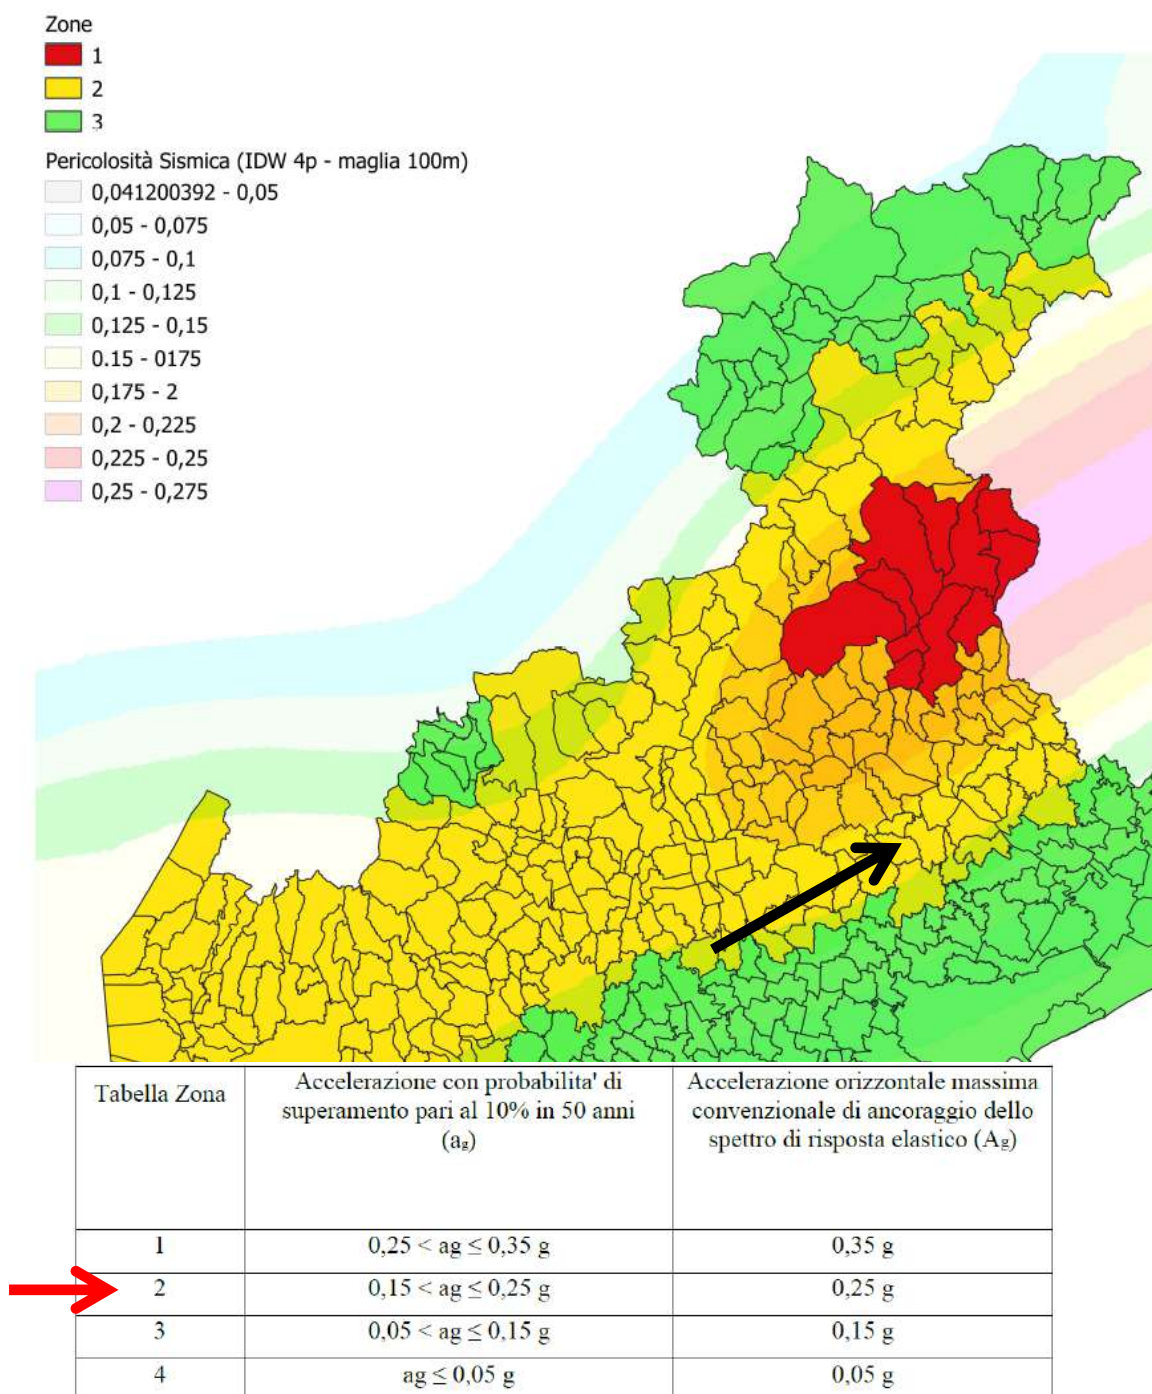 Zone
1
2
3
Pericolosità Sismica (IDW 4p - maglia 100m)
0,041200392 - 0,05
0,05 - 0,075
0,075 - 0,1
0,1 - 0,125
0,125 - 0,15
0.15 - 0175
0,175 - 2
0,2 - 0,225
0,225 - 0,25
0,25 - 0,275
Tabella Zona
Accelerazione con probabilita' di
superamento pari al 10% in 50 anni
(ag)
Accelerazione orizzontale massima
convenzionale di ancoraggio dello
spettro di risposta elastico (Ag)
1 0,25 < ag ≤ 0,35 g 0,35 g
2 0,15 < ag ≤ 0,25 g 0,25 g
3 0,05 < ag ≤ 0,15 g 0,15 g
4 ag ≤ 0,05 g 0,05 g